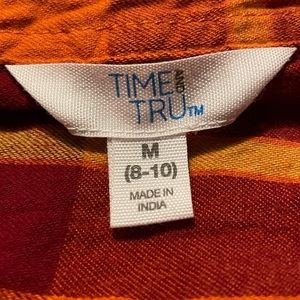 TIME AND
TRU™
M
(8-10)
MADE IN
INDIA